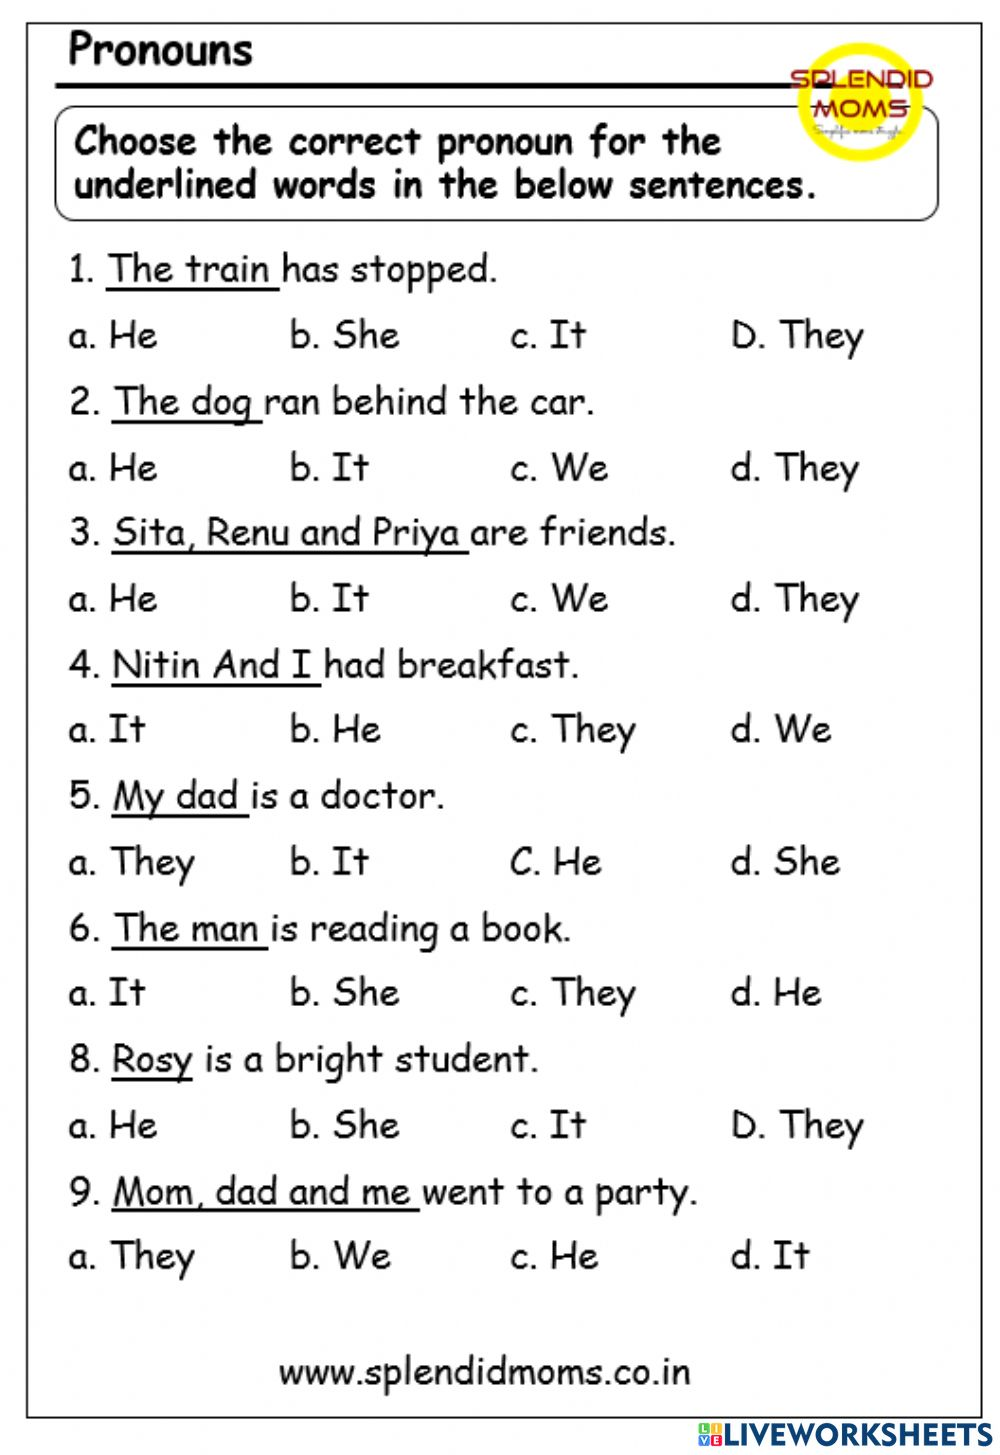 Pronouns
SPLENDID
MOMS
Choose the correct pronoun for the
underlined words in the below sentences.
1. The train has stopped.
a. He b. She c. It D. They
2. The dog ran behind the car.
a. He b. It c. We d. They
3. Sita, Renu and Priya are friends.
a. He b. It c. We d. They
4. Nitin And I had breakfast.
a. It b. He c. They d. We
5. My dad is a doctor.
a. They b. It C. He d. She
6. The man is reading a book.
a. It b. She c. They d. He
8. Rosy is a bright student.
a. He b. She c. It D. They
9. Mom, dad and me went to a party.
a. They b. We c. He d. It
www.splendidmoms.co.in
LIVE LIVEWORKSHEETS